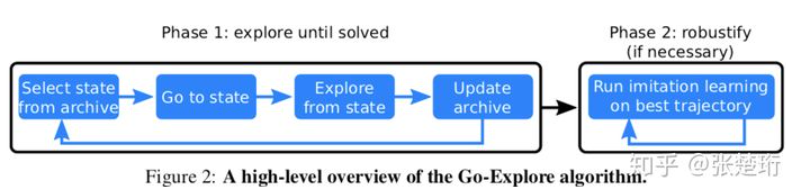 Phase 1: explore until solved
Phase 2: robustify
(if necessary)
Select state
from archive
Go to state
Explore
from state
Update
archive
Run imitation learning
on best trajectory
知乎 @张楚珩
Figure 2: A high-level overview of the Go-Explore algorithm.